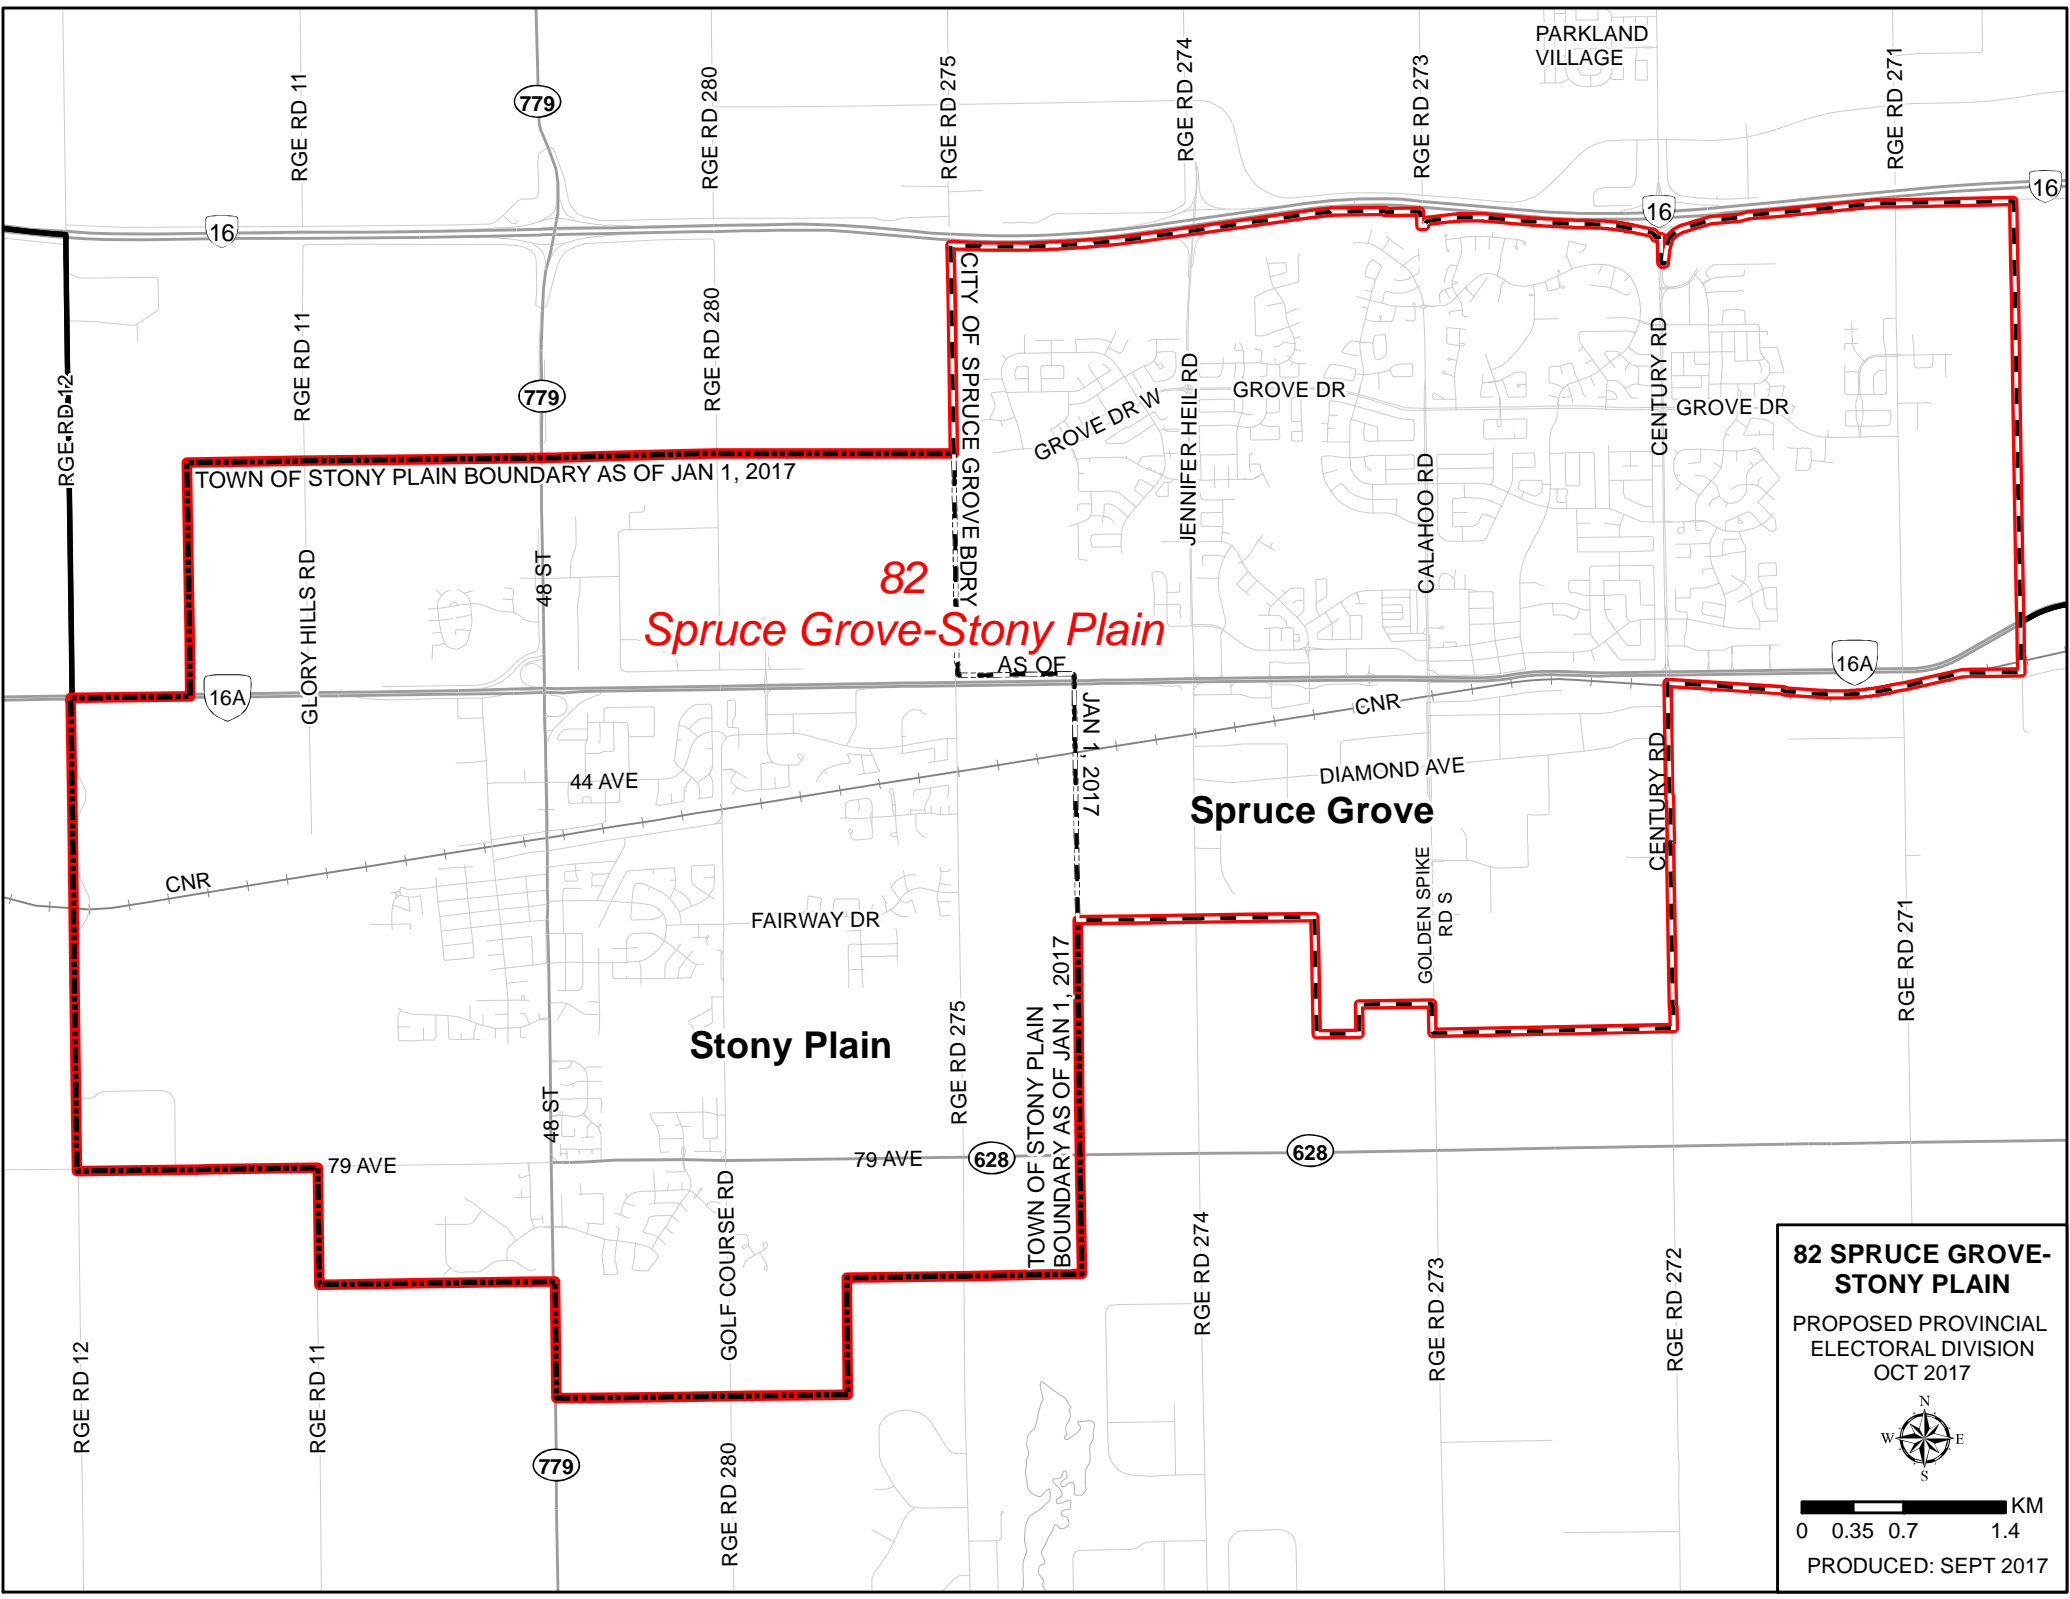 PARKLAND
VILLAGE
RGE RD 11
779
RGE RD 280
RGE RD 275
RGE RD 274
RGE RD 273
RGE RD 271
16
16
16
RGE RD 12
RGE RD 11
779
RGE RD 280
CITY OF SPRUCE GROVE BDRY
AS OF
JAN 1, 2017
GROVE DR W
JENNIFER HEIL RD
GROVE DR
CALAHOO RD
CENTURY RD
GROVE DR
TOWN OF STONY PLAIN BOUNDARY AS OF JAN 1, 2017
GLORY HILLS RD
48 ST
82
Spruce Grove-Stony Plain
16A
16A
CNR
44 AVE
DIAMOND AVE
Spruce Grove
CENTURY RD
CNR
FAIRWAY DR
GOLDEN SPIKE
RD S
RGE RD 271
Stony Plain
RGE RD 275
TOWN OF STONY PLAIN
BOUNDARY AS OF JAN 1, 2017
48 ST
79 AVE
79 AVE
628
628
GOLF COURSE RD
RGE RD 12
RGE RD 11
779
RGE RD 280
RGE RD 274
RGE RD 273
RGE RD 272
82 SPRUCE GROVE-
STONY PLAIN
PROPOSED PROVINCIAL
ELECTORAL DIVISION
OCT 2017
N
W E
S
KM
0 0.35 0.7 1.4
PRODUCED: SEPT 2017